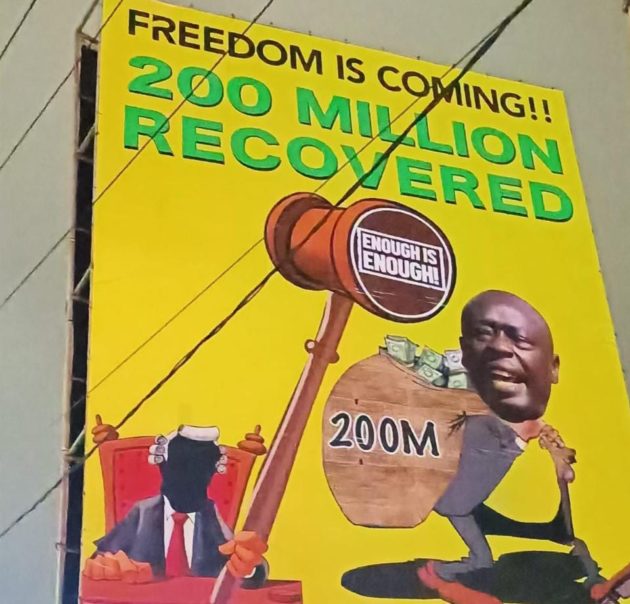 FREEDOM IS COMING!!
200 MILLION
RECOVERED
ENOUGH IS
ENOUGH!
200M